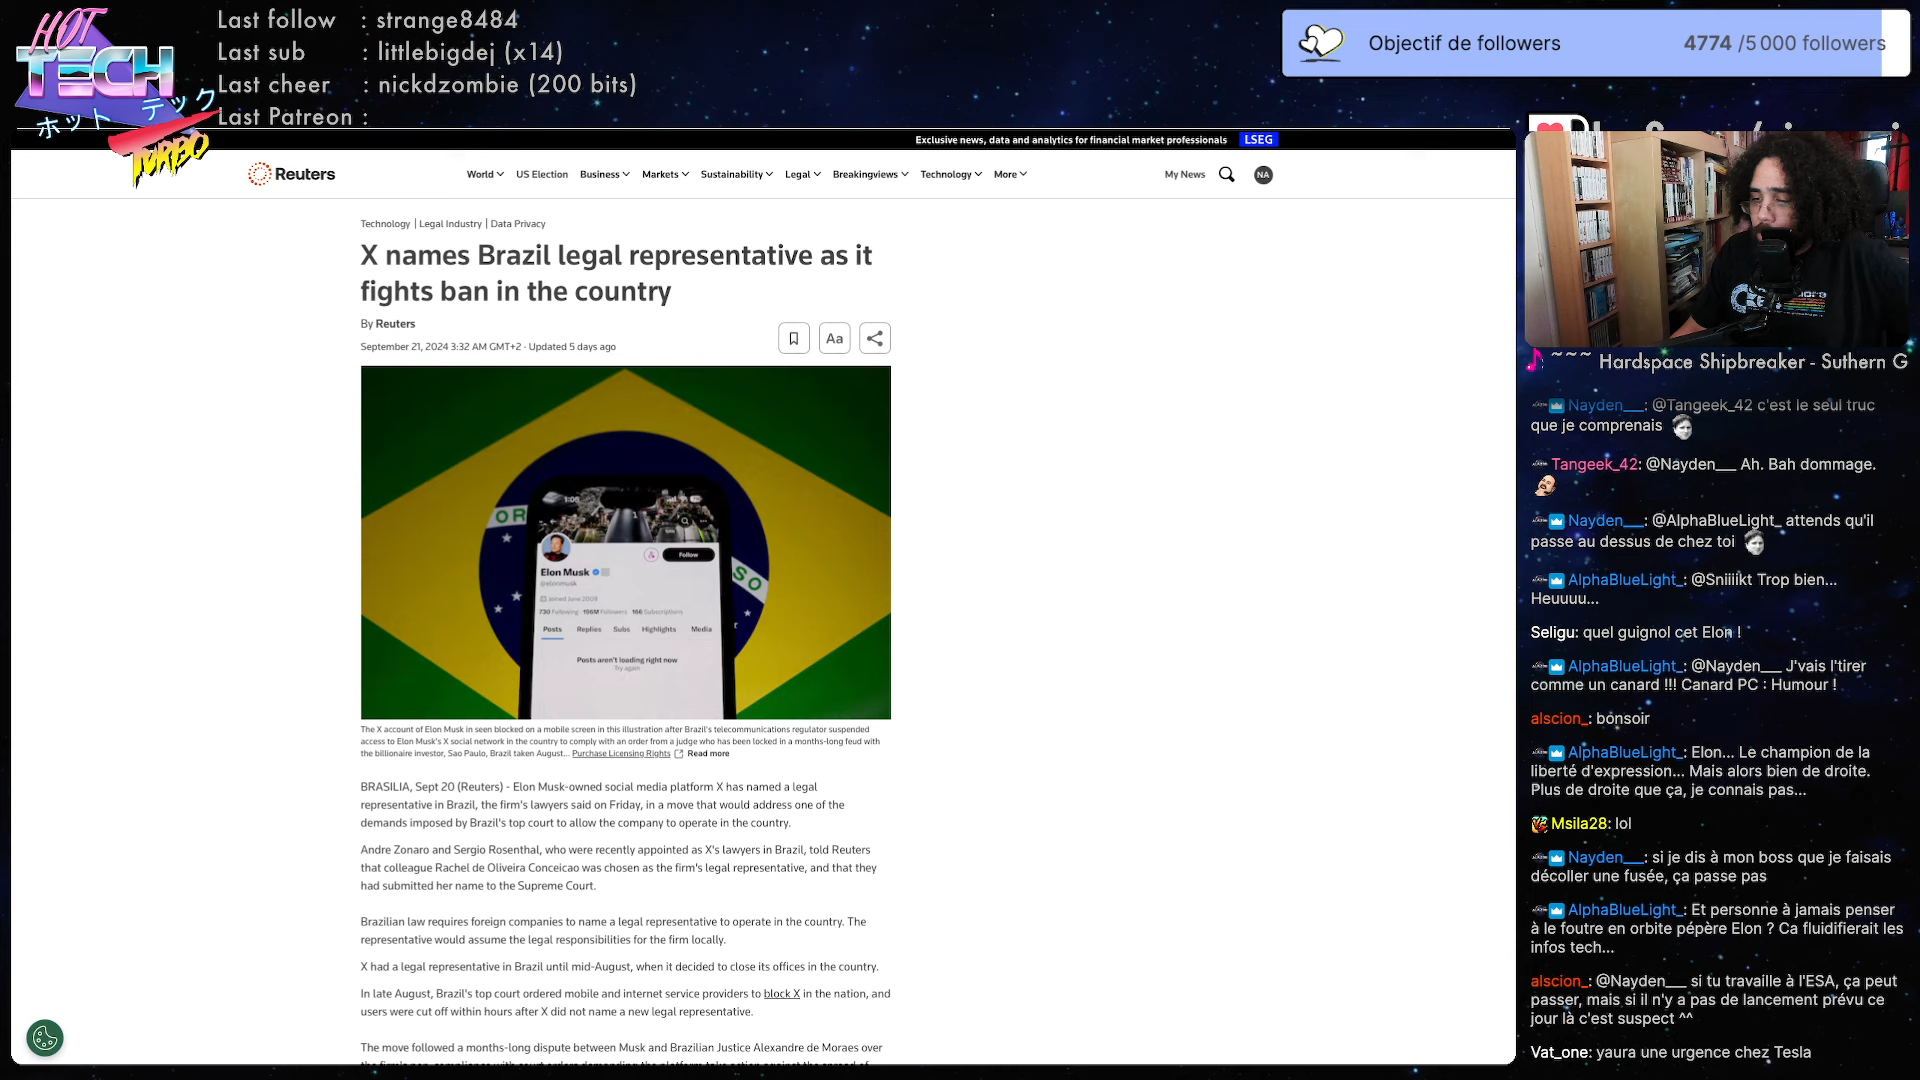 HOT
TECH
ホット テック
TURBO
Last follow : strange8484
Last sub : littlebigdej (x14)
Last cheer : nickdzombie (200 bits)
Last Patreon :
Objectif de followers
4774 /5 000 followers
Exclusive news, data and analytics for financial market professionals LSEG
Reuters
World US Election Business Markets Sustainability Legal Breakingviews Technology More
My News
NA
Technology | Legal Industry | Data Privacy
X names Brazil legal representative as it
fights ban in the country
By Reuters
September 21, 2024 3:32 AM GMT+2 · Updated 5 days ago
Aa
OR
SO
1:05
Follow
Elon Musk
@elonmusk
Joined June 2009
730 Following 196M Followers 166 Subscriptions
Posts Replies Subs Highlights Media
Posts aren't loading right now
Try again
The X account of Elon Musk in seen blocked on a mobile screen in this illustration after Brazil's telecommunications regulator suspended
access to Elon Musk's X social network in the country to comply with an order from a judge who has been locked in a months-long feud with
the billionaire investor, Sao Paulo, Brazil taken August... Purchase Licensing Rights Read more
BRASILIA, Sept 20 (Reuters) - Elon Musk-owned social media platform X has named a legal
representative in Brazil, the firm's lawyers said on Friday, in a move that would address one of the
demands imposed by Brazil's top court to allow the company to operate in the country.
Andre Zonaro and Sergio Rosenthal, who were recently appointed as X's lawyers in Brazil, told Reuters
that colleague Rachel de Oliveira Conceicao was chosen as the firm's legal representative, and that they
had submitted her name to the Supreme Court.
Brazilian law requires foreign companies to name a legal representative to operate in the country. The
representative would assume the legal responsibilities for the firm locally.
X had a legal representative in Brazil until mid-August, when it decided to close its offices in the country.
In late August, Brazil's top court ordered mobile and internet service providers to block X in the nation, and
users were cut off within hours after X did not name a new legal representative.
The move followed a months-long dispute between Musk and Brazilian Justice Alexandre de Moraes over
~~~ Hardspace Shipbreaker - Suthern G
Nayden___: @Tangeek_42 c'est le seul truc
que je comprenais
Tangeek_42: @Nayden___ Ah. Bah dommage.
Nayden___: @AlphaBlueLight_ attends qu'il
passe au dessus de chez toi
AlphaBlueLight_: @Sniiiikt Trop bien...
Heuuuu...
Seligu: quel guignol cet Elon !
AlphaBlueLight_: @Nayden___ J'vais l'tirer
comme un canard !!! Canard PC : Humour !
alscion_: bonsoir
AlphaBlueLight_: Elon... Le champion de la
liberté d'expression... Mais alors bien de droite.
Plus de droite que ça, je connais pas...
Msila28: lol
Nayden___: si je dis à mon boss que je faisais
décoller une fusée, ça passe pas
AlphaBlueLight_: Et personne à jamais penser
à le foutre en orbite pépère Elon ? Ca fluidifierait les
infos tech...
alscion_: @Nayden___ si tu travaille à l'ESA, ça peut
passer, mais si il n'y a pas de lancement prévu ce
jour là c'est suspect ^^
Vat_one: yaura une urgence chez Tesla